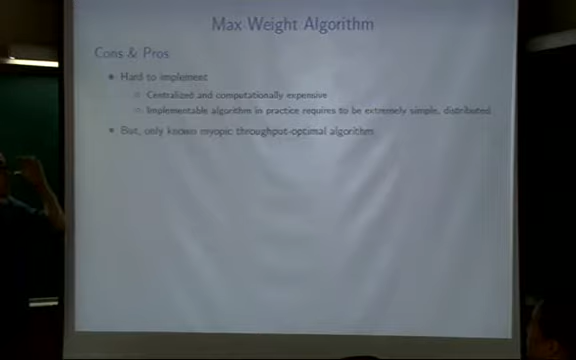 Max Weight Algorithm
Cons & Pros
• Hard to implement
Centralized and computationally expensive
Implementable algorithm in practice requires to be extremely simple, distributed
• But, only known myopic throughput-optimal algorithm